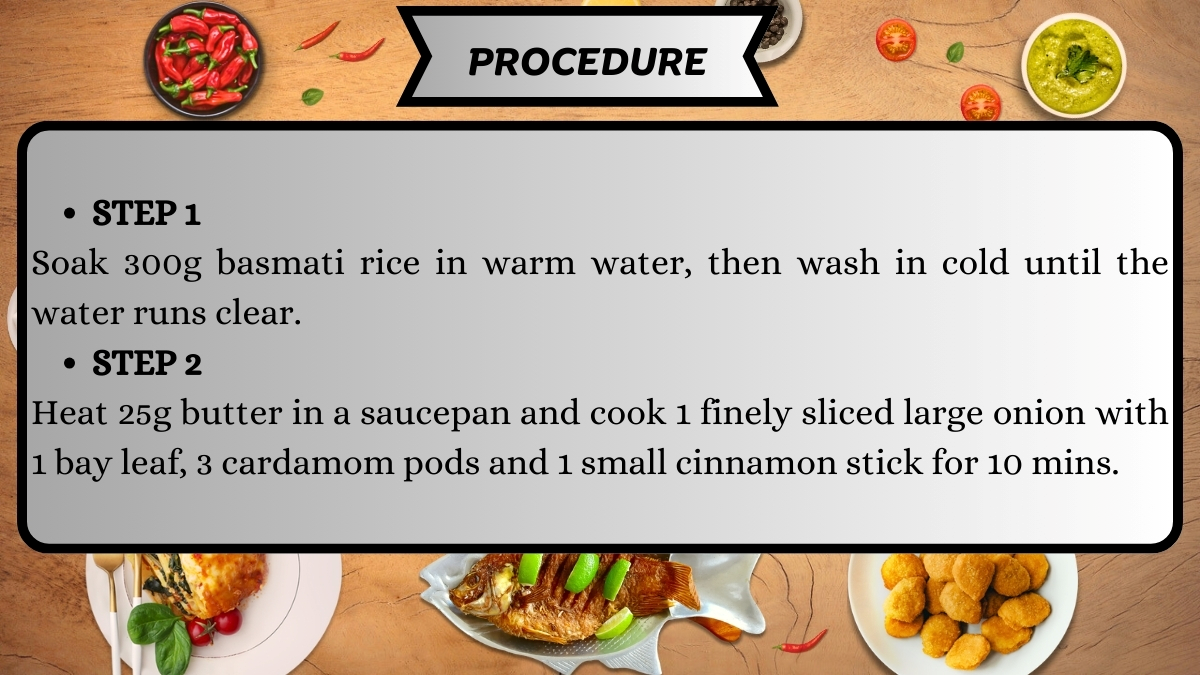 PROCEDURE
• STEP 1
Soak 300g basmati rice in warm water, then wash in cold until the
water runs clear.
• STEP 2
Heat 25g butter in a saucepan and cook 1 finely sliced large onion with
1 bay leaf, 3 cardamom pods and 1 small cinnamon stick for 10 mins.